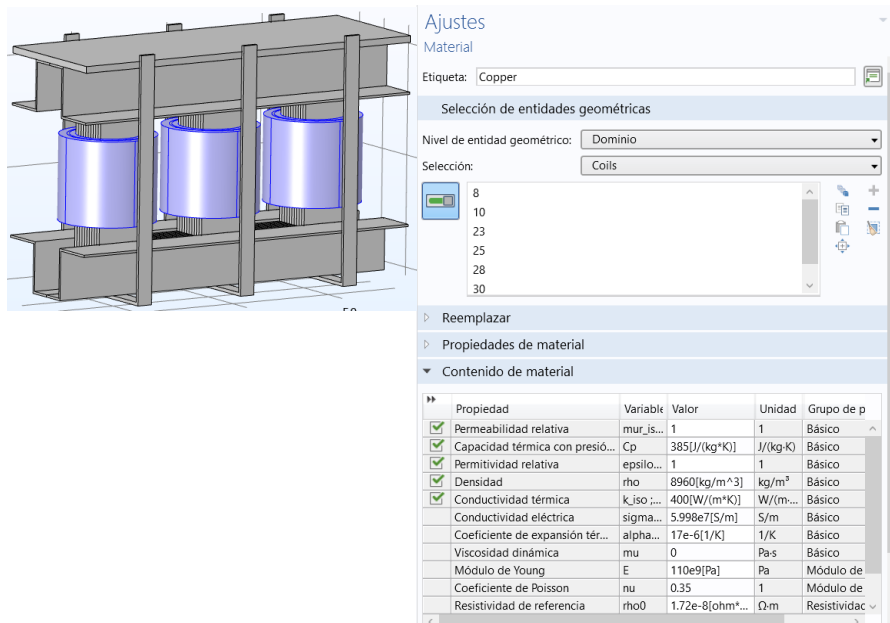 Ajustes
Material
Etiqueta: Copper
Selección de entidades geométricas
Nivel de entidad geométrico: Dominio
Selección: Coils
8
10
23
25
28
30
Reemplazar
Propiedades de material
Contenido de material
Propiedad Variable Valor Unidad Grupo de p
Permeabilidad relativa mur_is... 1 1 Básico
Capacidad térmica con presió... Cp 385[J/(kg*K)] J/(kg·K) Básico
Permitividad relativa epsilo... 1 1 Básico
Densidad rho 8960[kg/m^3] kg/m³ Básico
Conductividad térmica k_iso ;... 400[W/(m*K)] W/(m·... Básico
Conductividad eléctrica sigma... 5.998e7[S/m] S/m Básico
Coeficiente de expansión tér... alpha... 17e-6[1/K] 1/K Básico
Viscosidad dinámica mu 0 Pa·s Básico
Módulo de Young E 110e9[Pa] Pa Módulo de
Coeficiente de Poisson nu 0.35 1 Módulo de
Resistividad de referencia rho0 1.72e-8[ohm*... Ω·m Resistividac